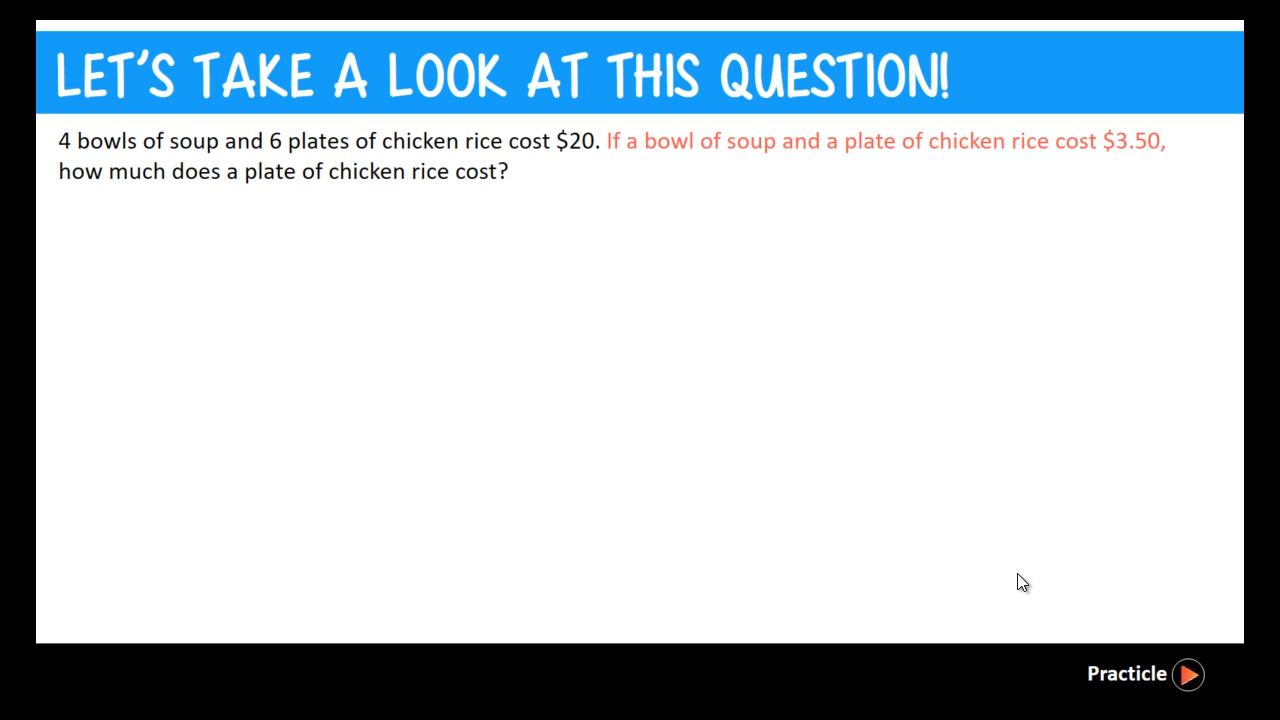 LET'S TAKE A LOOK AT THIS QUESTION!
4 bowls of soup and 6 plates of chicken rice cost $20. If a bowl of soup and a plate of chicken rice cost $3.50,
how much does a plate of chicken rice cost?
Practicle